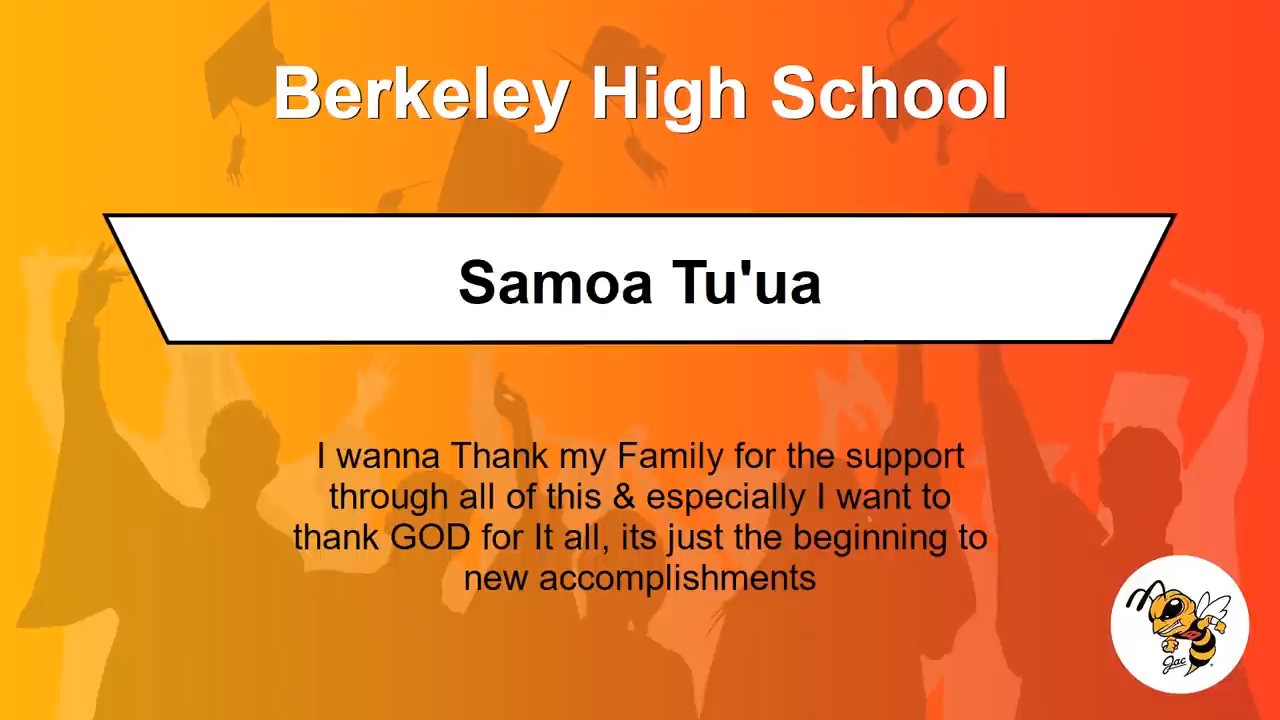 Berkeley High School
Samoa Tu'ua
I wanna Thank my Family for the support
through all of this & especially I want to
thank GOD for It all, its just the beginning to
new accomplishments
Jac